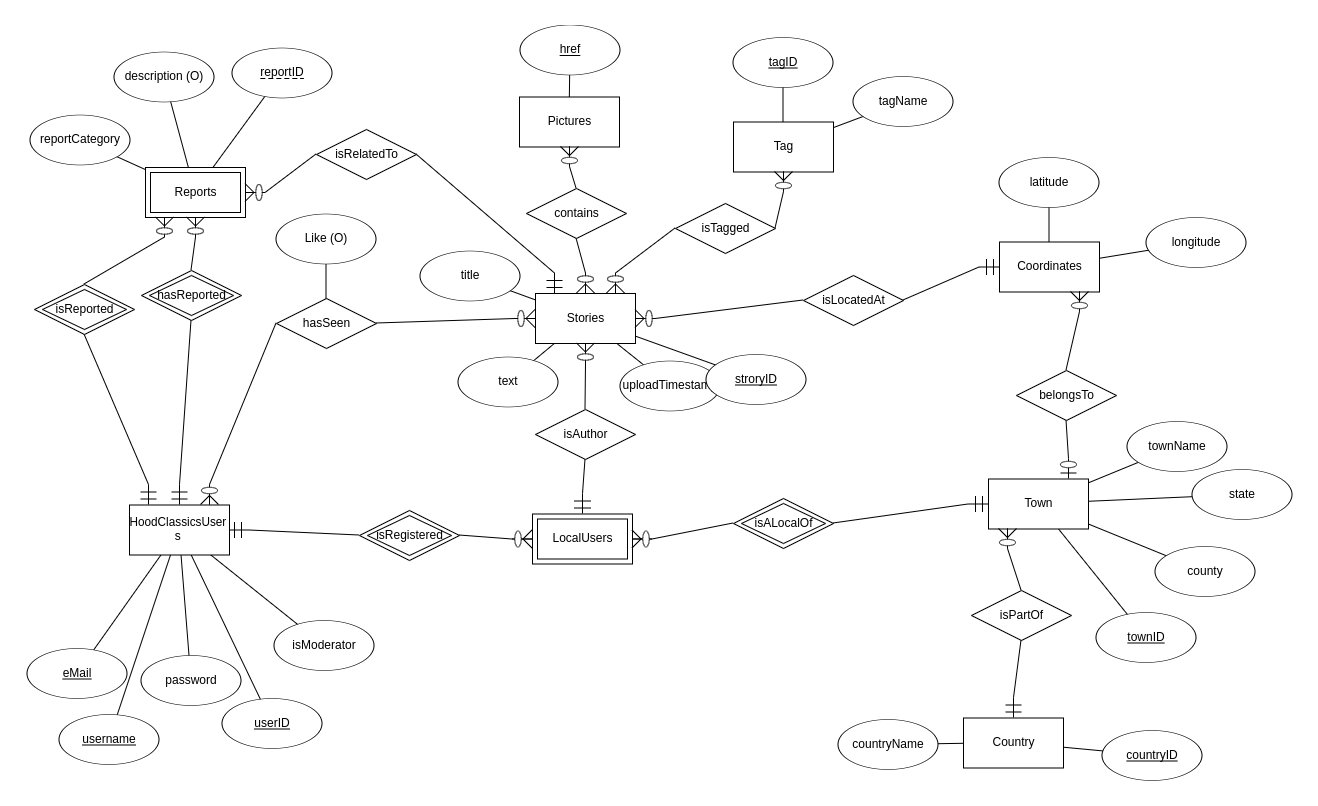 href
tagID
description (O)
reportID
tagName
Pictures
reportCategory
Tag
isRelatedTo
latitude
Reports
contains
isTagged
Like (O)
longitude
title
Coordinates
hasReported
isReported
isLocatedAt
hasSeen
Stories
text
uploadTimestam
stroryID
belongsTo
isAuthor
townName
state
HoodClassicsUser
s
Town
isALocalOf
isRegistered
LocalUsers
county
isPartOf
townID
isModerator
eMail
password
userID
username
countryName
Country
countryID